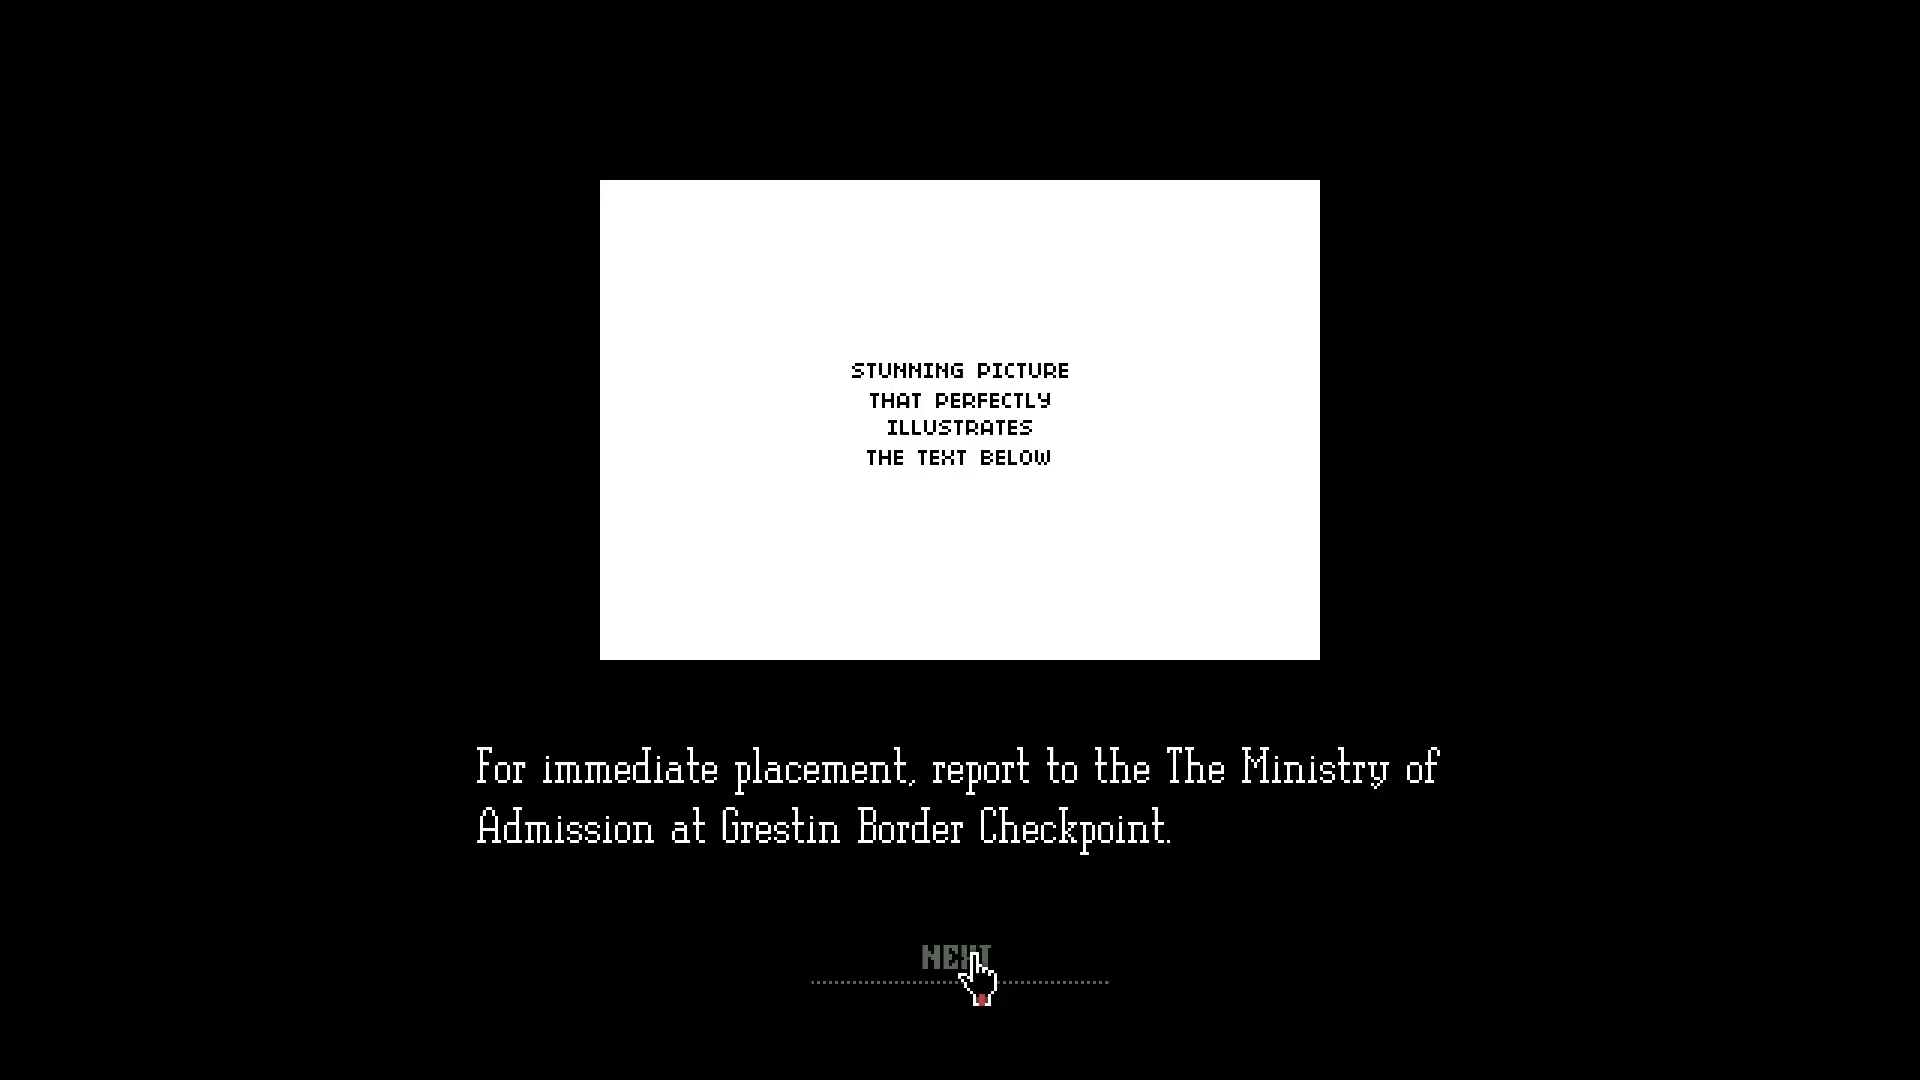 STUNNING PICTURE
THAT PERFECTLY
ILLUSTRATES
THE TEXT BELOW
For immediate placement, report to the The Ministry of
Admission at Grestin Border Checkpoint.
NEXT